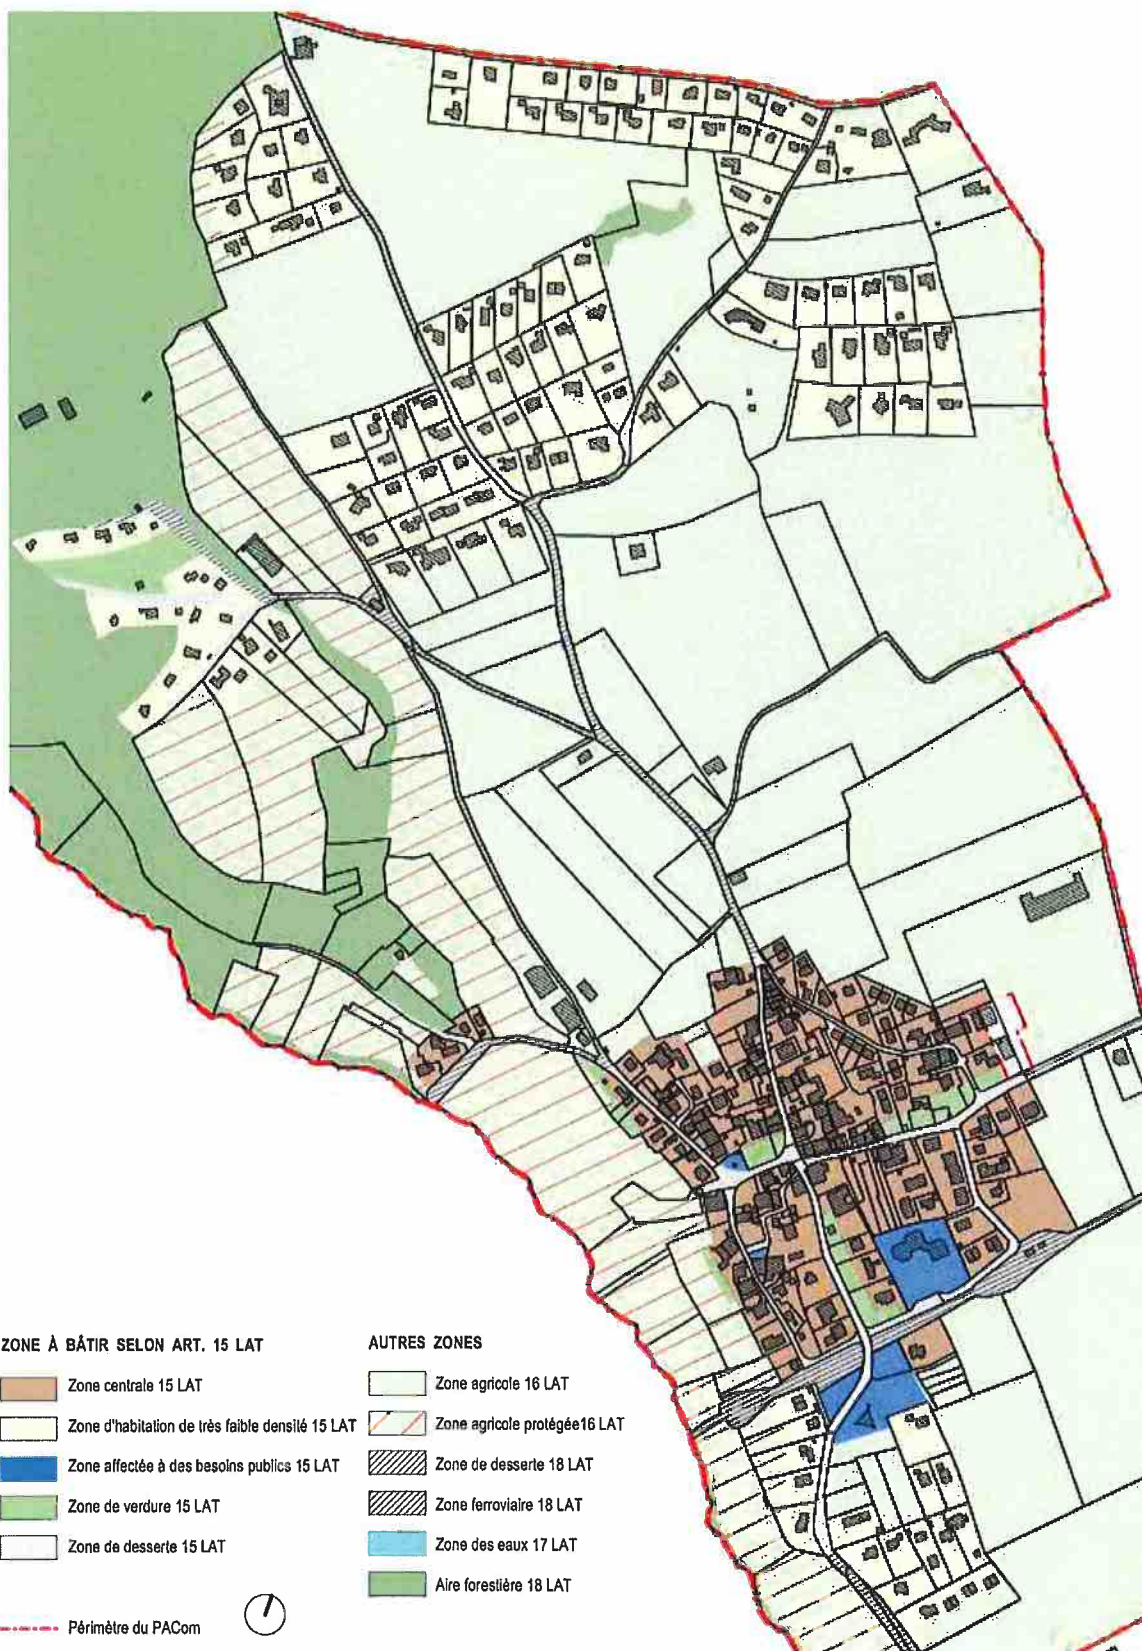 ZONE À BÂTIR SELON ART. 15 LAT
Zone centrale 15 LAT
Zone d'habitation de très faible densité 15 LAT
Zone affectée à des besoins publics 15 LAT
Zone de verdure 15 LAT
Zone de desserte 15 LAT
Périmètre du PACom
AUTRES ZONES
Zone agricole 16 LAT
Zone agricole protégée16 LAT
Zone de desserte 18 LAT
Zone ferroviaire 18 LAT
Zone des eaux 17 LAT
Aire forestière 18 LAT